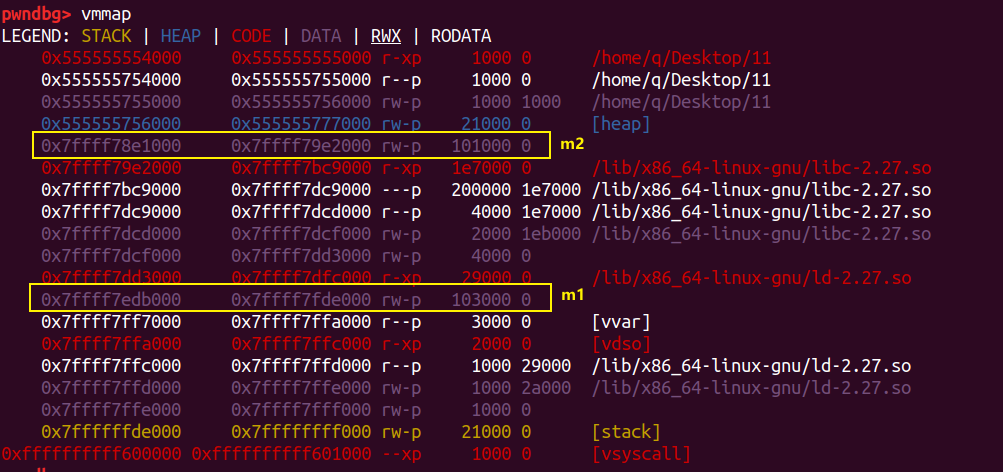 pwndbg> vmmap
LEGEND: STACK | HEAP | CODE | DATA | RWX | RODATA
0x555555554000 0x555555555000 r-xp 1000 0 /home/q/Desktop/11
0x555555754000 0x555555755000 r--p 1000 0 /home/q/Desktop/11
0x555555755000 0x555555756000 rw-p 1000 1000 /home/q/Desktop/11
0x555555756000 0x555555777000 rw-p 21000 0 [heap]
0x7ffff78e1000 0x7ffff79e2000 rw-p 101000 0 m2
0x7ffff79e2000 0x7ffff7bc9000 r-xp 1e7000 0 /lib/x86_64-linux-gnu/libc-2.27.so
0x7ffff7bc9000 0x7ffff7dc9000 ---p 200000 1e7000 /lib/x86_64-linux-gnu/libc-2.27.so
0x7ffff7dc9000 0x7ffff7dcd000 r--p 4000 1e7000 /lib/x86_64-linux-gnu/libc-2.27.so
0x7ffff7dcd000 0x7ffff7dcf000 rw-p 2000 1eb000 /lib/x86_64-linux-gnu/libc-2.27.so
0x7ffff7dcf000 0x7ffff7dd3000 rw-p 4000 0
0x7ffff7dd3000 0x7ffff7dfc000 r-xp 29000 0 /lib/x86_64-linux-gnu/ld-2.27.so
0x7ffff7edb000 0x7ffff7fde000 rw-p 103000 0 m1
0x7ffff7ff7000 0x7ffff7ffa000 r--p 3000 0 [vvar]
0x7ffff7ffa000 0x7ffff7ffc000 r-xp 2000 0 [vdso]
0x7ffff7ffc000 0x7ffff7ffd000 r--p 1000 29000 /lib/x86_64-linux-gnu/ld-2.27.so
0x7ffff7ffd000 0x7ffff7ffe000 rw-p 1000 2a000 /lib/x86_64-linux-gnu/ld-2.27.so
0x7ffff7ffe000 0x7ffff7fff000 rw-p 1000 0
0x7ffffffde000 0x7ffffffff000 rw-p 21000 0 [stack]
0xffffffffff600000 0xffffffffff601000 --xp 1000 0 [vsyscall]